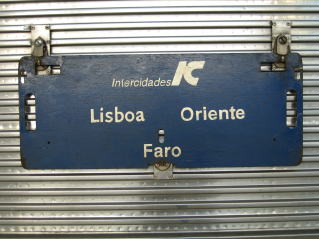 Intercidades IC
Lisboa Oriente
Faro